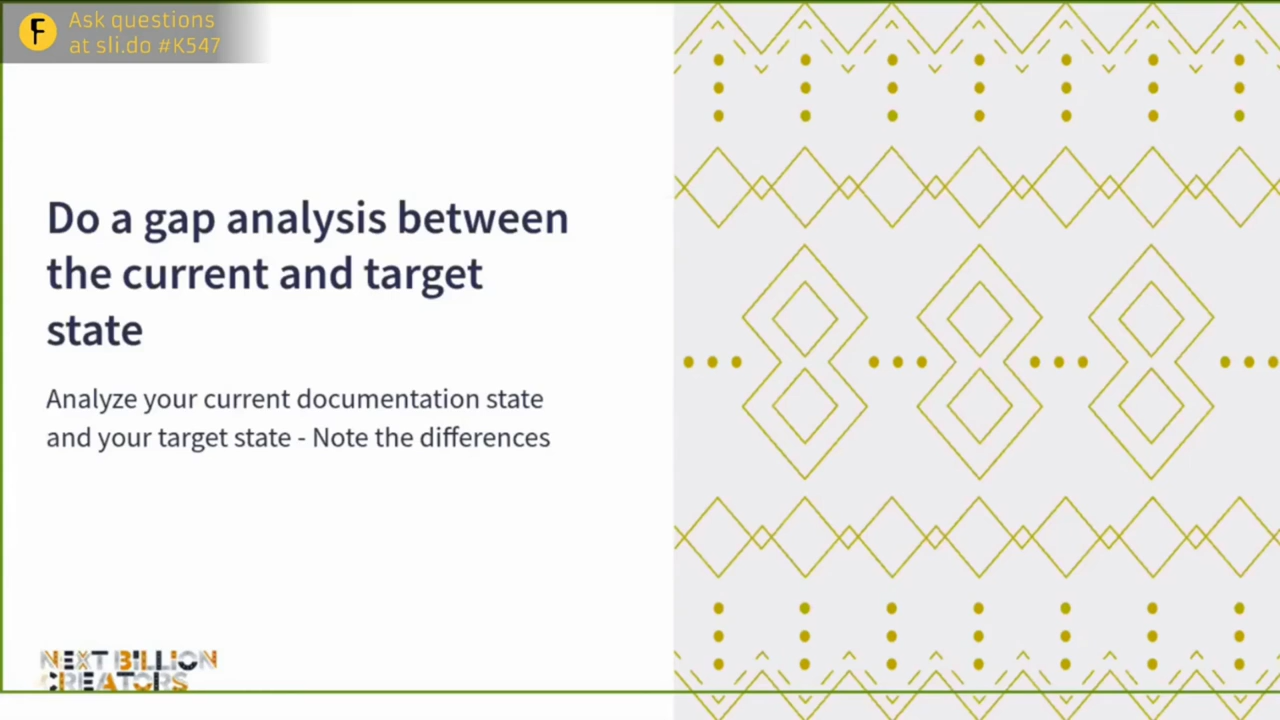 F
Ask questions
at sli.do #K547
Do a gap analysis between
the current and target
state
Analyze your current documentation state
and your target state - Note the differences
NEXT BILLION
CREATORS